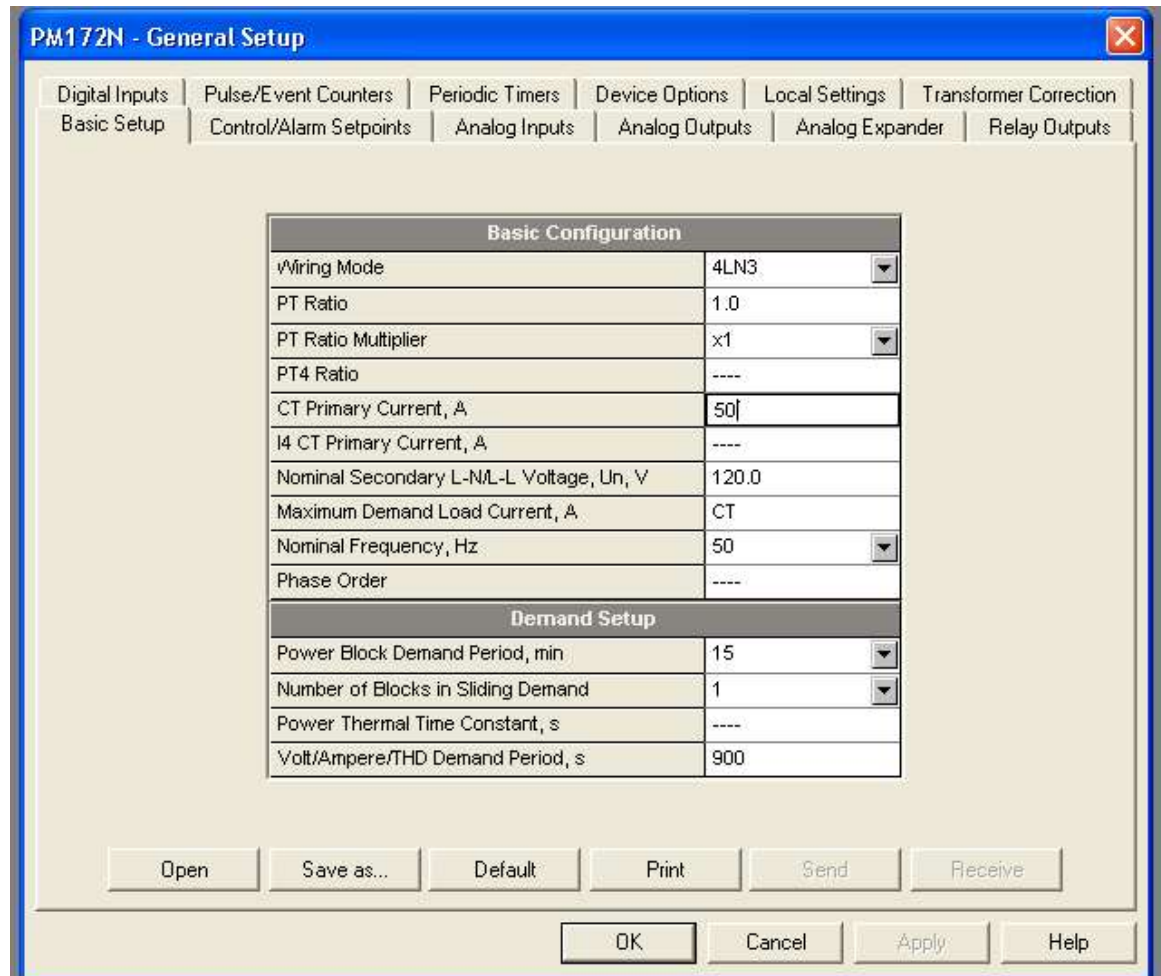 PM172N - General Setup
Digital Inputs Pulse/Event Counters Periodic Timers Device Options Local Settings Transformer Correction
Basic Setup Control/Alarm Setpoints Analog Inputs Analog Outputs Analog Expander Relay Outputs
Basic Configuration
Wiring Mode 4LN3
PT Ratio 1.0
PT Ratio Multiplier x1
PT4 Ratio ----
CT Primary Current, A 50
I4 CT Primary Current, A ----
Nominal Secondary L-N/L-L Voltage, Un, V 120.0
Maximum Demand Load Current, A CT
Nominal Frequency, Hz 50
Phase Order ----
Demand Setup
Power Block Demand Period, min 15
Number of Blocks in Sliding Demand 1
Power Thermal Time Constant, s ----
Volt/Ampere/THD Demand Period, s 900
Open Save as... Default Print Send Receive
OK Cancel Apply Help